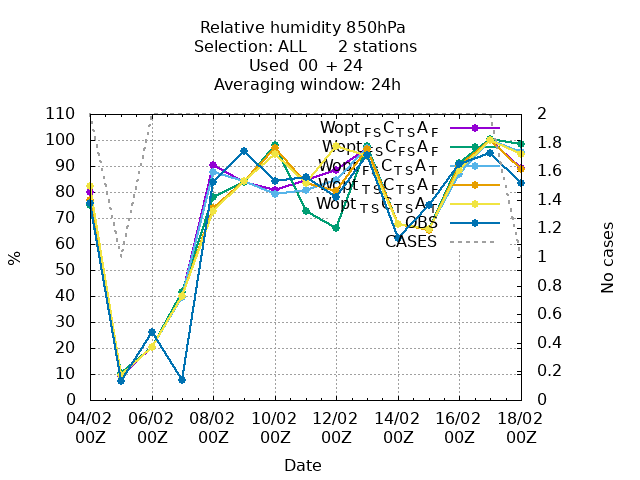 Relative humidity 850hPa
Selection: ALL 2 stations
Used 00 + 24
Averaging window: 24h
110
100
90
80
70
60
50
40
30
20
10
0
%
2
1.8
1.6
1.4
1.2
1
0.8
0.6
0.4
0.2
0
No cases
Wopt FS C TS A F
OBS
CASES
04/02 06/02 08/02 10/02 12/02 14/02 16/02 18/02
00Z 00Z 00Z 00Z 00Z 00Z 00Z 00Z
Date